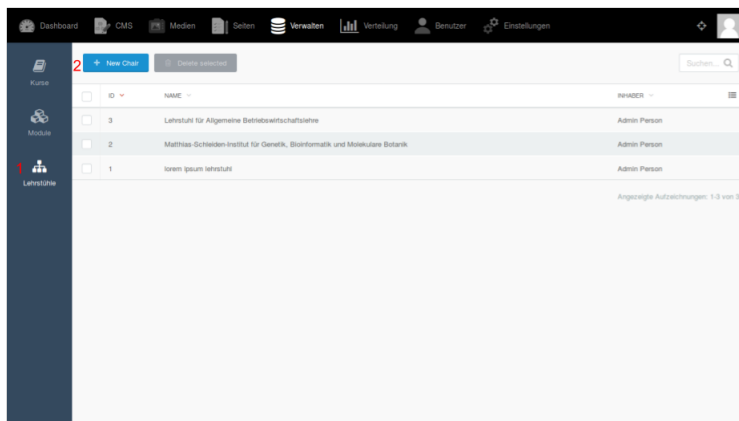 Dashboard CMS Medien Seiten Verwalten Verteilung Benutzer Einstellungen
Kurse
Module
1
Lehrstühle
2 + New Chair Delete selected Suchen...
ID NAME INHABER
3 Lehrstuhl für Allgemeine Betriebswirtschaftslehre Admin Person
2 Matthias-Schleiden-Institut für Genetik, Bioinformatik und Molekulare Botanik Admin Person
1 lorem ipsum lehrstuhl Admin Person
Angezeigte Aufzeichnungen: 1-3 von 3